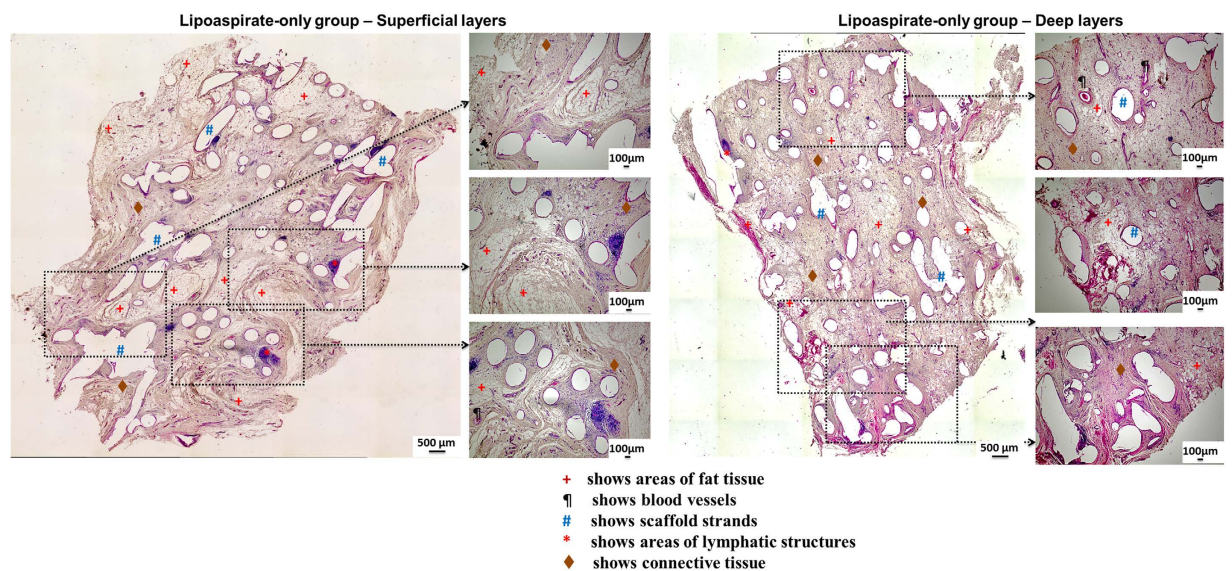 Lipoaspirate-only group – Superficial layers
Lipoaspirate-only group – Deep layers
100µm
100µm
100µm
500 µm
100µm
100µm
100µm
500 µm
+ shows areas of fat tissue
¶ shows blood vessels
# shows scaffold strands
* shows areas of lymphatic structures
♦ shows connective tissue